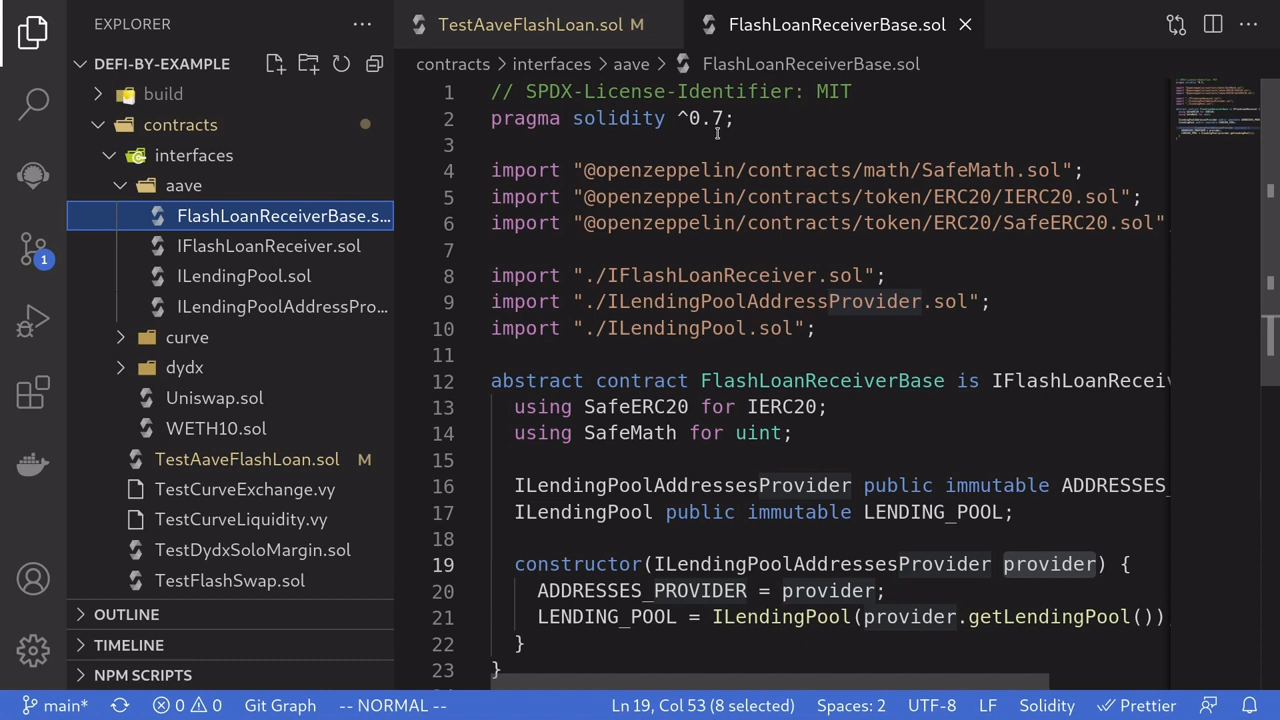 EXPLORER
DEFI-BY-EXAMPLE
build
contracts
interfaces
aave
FlashLoanReceiverBase.s...
IFlashLoanReceiver.sol
ILendingPool.sol
ILendingPoolAddressPro...
curve
dydx
Uniswap.sol
WETH10.sol
TestAaveFlashLoan.sol M
TestCurveExchange.vy
TestCurveLiquidity.vy
TestDydxSoloMargin.sol
TestFlashSwap.sol
OUTLINE
TIMELINE
NPM SCRIPTS
1
TestAaveFlashLoan.sol M
FlashLoanReceiverBase.sol
contracts > interfaces > aave > FlashLoanReceiverBase.sol
1 // SPDX-License-Identifier: MIT
2 pragma solidity ^0.7;
3
4 import "@openzeppelin/contracts/math/SafeMath.sol";
5 import "@openzeppelin/contracts/token/ERC20/IERC20.sol";
6 import "@openzeppelin/contracts/token/ERC20/SafeERC20.sol";
7
8 import "./IFlashLoanReceiver.sol";
9 import "./ILendingPoolAddressProvider.sol";
10 import "./ILendingPool.sol";
11
12 abstract contract FlashLoanReceiverBase is IFlashLoanReceiv
13 using SafeERC20 for IERC20;
14 using SafeMath for uint;
15
16 ILendingPoolAddressesProvider public immutable ADDRESSES_
17 ILendingPool public immutable LENDING_POOL;
18
19 constructor(ILendingPoolAddressesProvider provider) {
20 ADDRESSES_PROVIDER = provider;
21 LENDING_POOL = ILendingPool(provider.getLendingPool())
22 }
23 }
main* 0 0 Git Graph -- NORMAL -- Ln 19, Col 53 (8 selected) Spaces: 2 UTF-8 LF Solidity Prettier